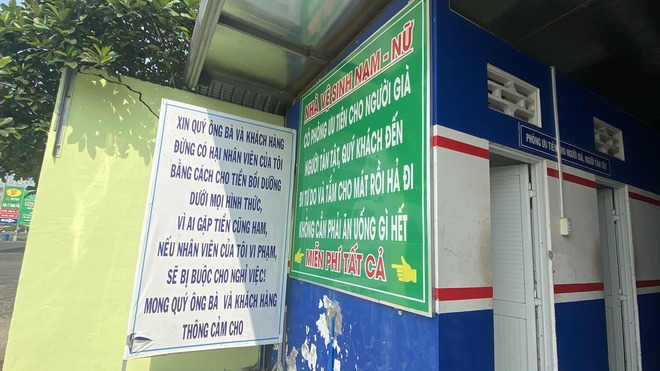 XIN QUÝ ÔNG BÀ VÀ KHÁCH HÀNG
ĐỪNG CÓ HẠI NHÂN VIÊN CỦA TÔI
BẰNG CÁCH CHO TIỀN BỒI DƯỠNG
DƯỚI MỌI HÌNH THỨC,
VÌ AI GẶP TIỀN CŨNG HAM,
NẾU NHÂN VIÊN CỦA TÔI VI PHẠM,
SẼ BỊ BUỘC CHO NGHỈ VIỆC!
MONG QUÝ ÔNG BÀ VÀ KHÁCH HÀNG
THÔNG CẢM CHO
NHÀ VỆ SINH NAM - NỮ
CÓ PHÒNG ƯU TIÊN CHO NGƯỜI GIÀ
NGƯỜI TÀN TẬT, QUÝ KHÁCH ĐẾN
ĐI TỰ DO VÀ TẮM CHO MÁT RỒI HẢ ĐI
KHÔNG CẦN PHẢI ĂN UỐNG GÌ HẾT
MIỄN PHÍ TẤT CẢ
PHÒNG ƯU TIÊN CHO NGƯỜI GIÀ, NGƯỜI TÀN TẬT